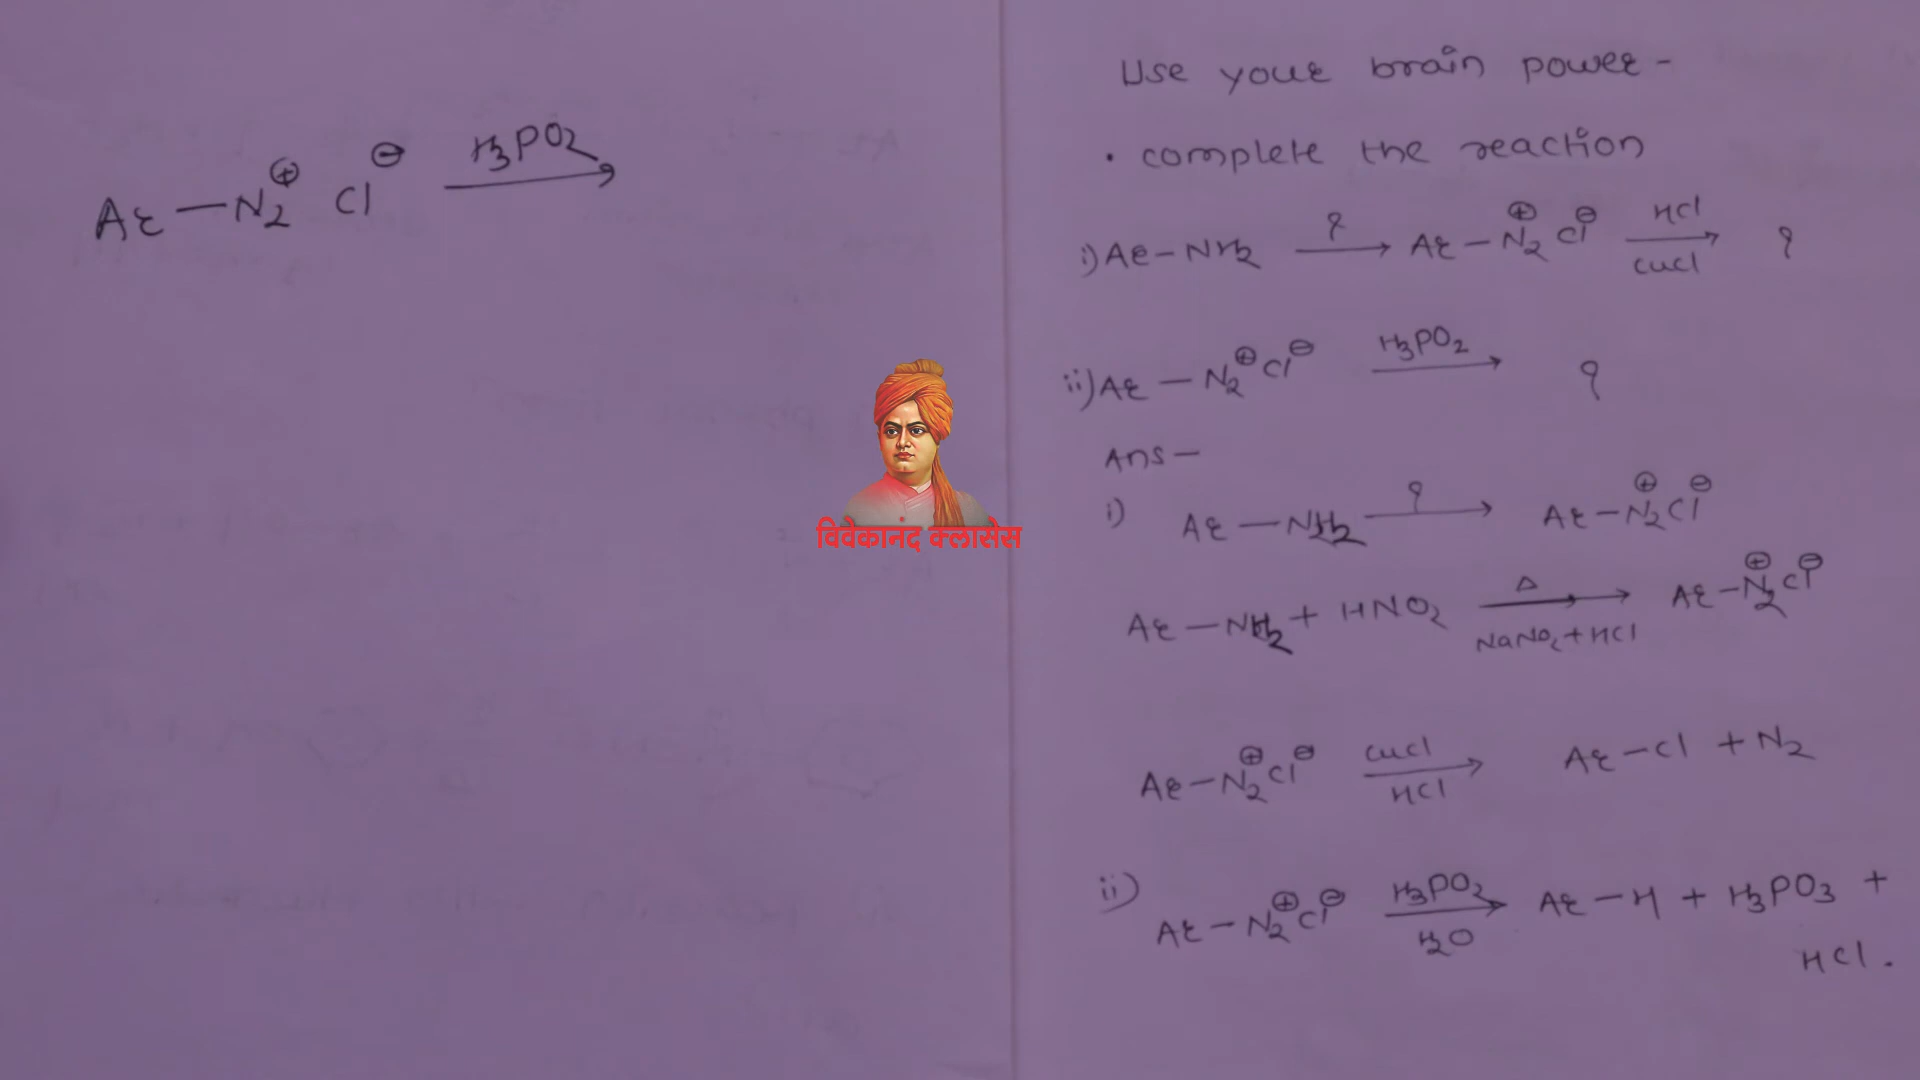 Ar — N₂⊕ Cl⊖ H₃PO₂ →
Use your brain power -
• complete the reaction
i) Ar - NH₂ ? → Ar - N₂⊕ Cl⊖ HCl → CuCl ?
ii) Ar - N₂⊕ Cl⊖ H₃PO₂ → ?
Ans -
i) Ar — NH₂ ? → Ar - N₂⊕ Cl⊖
Ar - NH₂ + HNO₂ Δ → NaNO₂ + HCl Ar - N₂⊕ Cl⊖
Ar - N₂⊕ Cl⊖ CuCl → HCl Ar - Cl + N₂
ii) Ar - N₂⊕ Cl⊖ H₃PO₂ → H₂O Ar - H + H₃PO₃ +
HCl.
विवेकानद क्लासेस